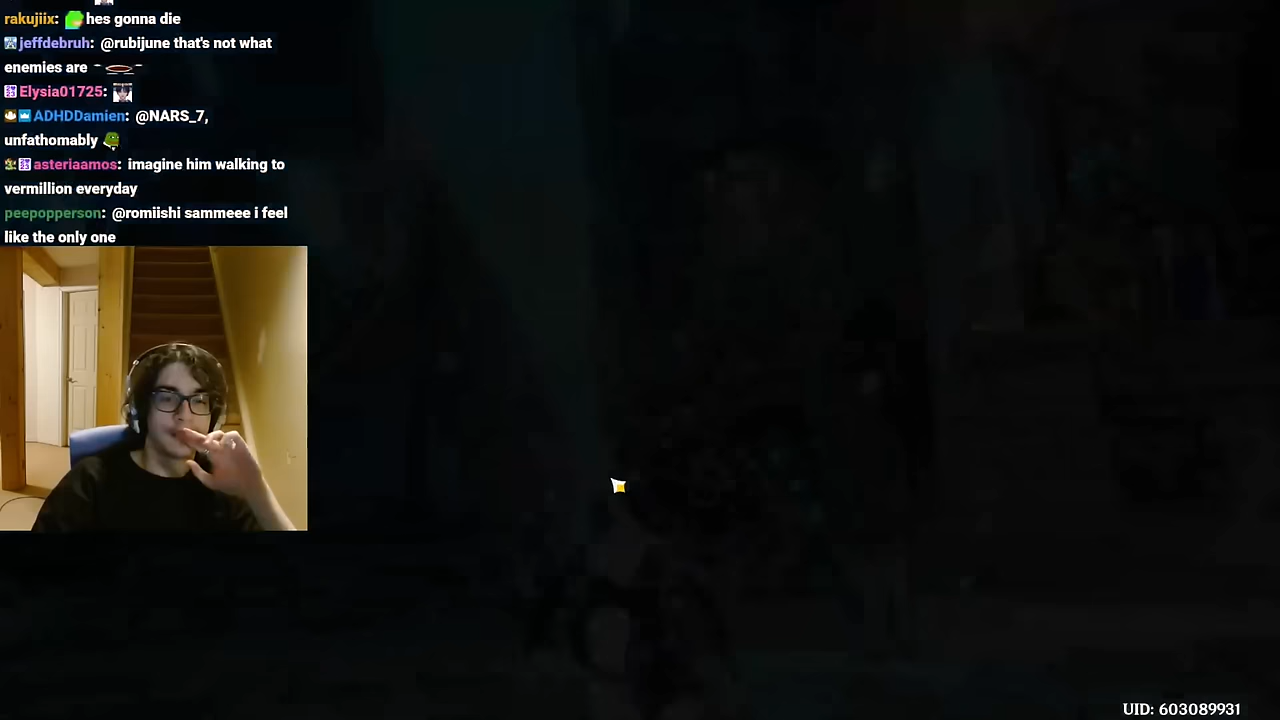 rakujiix: hes gonna die
jeffdebruh: @rubijune that's not what
enemies are
Elysia01725:
ADHDDamien: @NARS_7,
unfathomably
asteriaamos: imagine him walking to
vermillion everyday
peepopperson: @romiishi sammeee i feel
like the only one
UID: 603089931